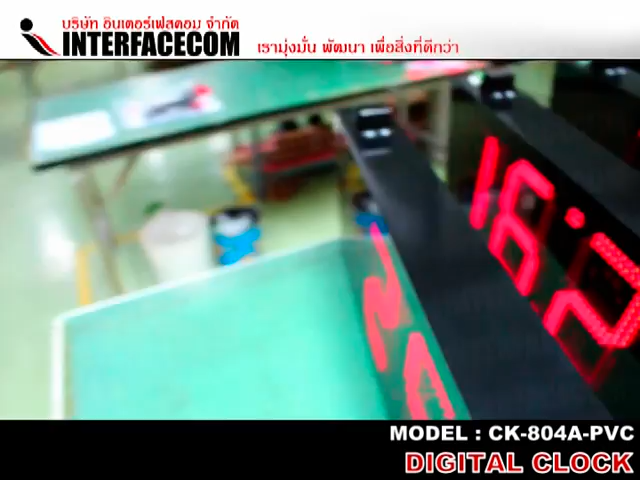 บริษัท อินเตอร์เฟสคอม จำกัด
INTERFACECOM
เรามุ่งมั่น พัฒนา เพื่อสิ่งที่ดีกว่า
16:2
MODEL : CK-804A-PVC
DIGITAL CLOCK